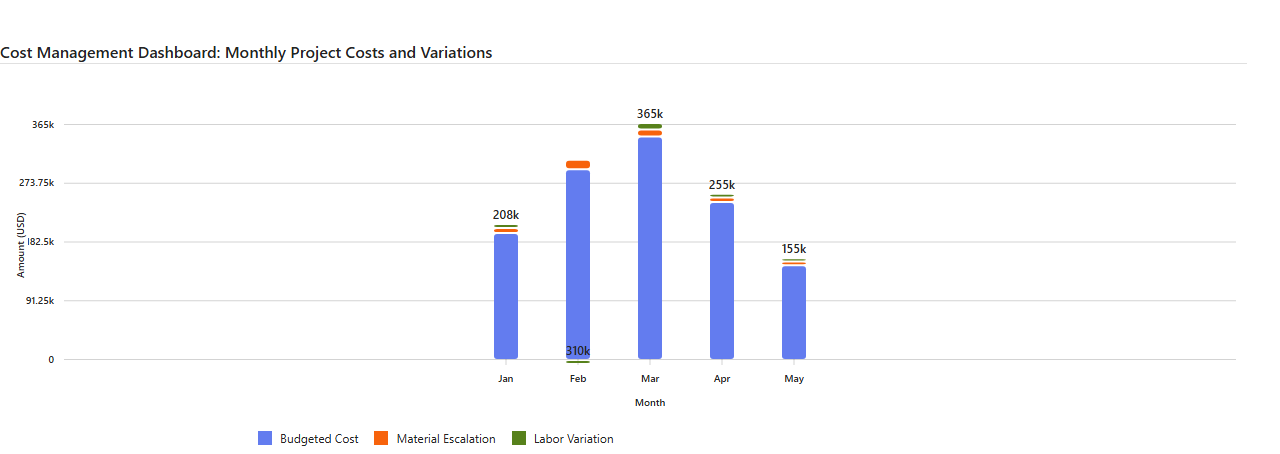 Cost Management Dashboard: Monthly Project Costs and Variations
365k
365k
273.75k
255k
208k
Amount (USD)
182.5k
155k
91.25k
310k
0
Jan Feb Mar Apr May
Month
Budgeted Cost Material Escalation Labor Variation